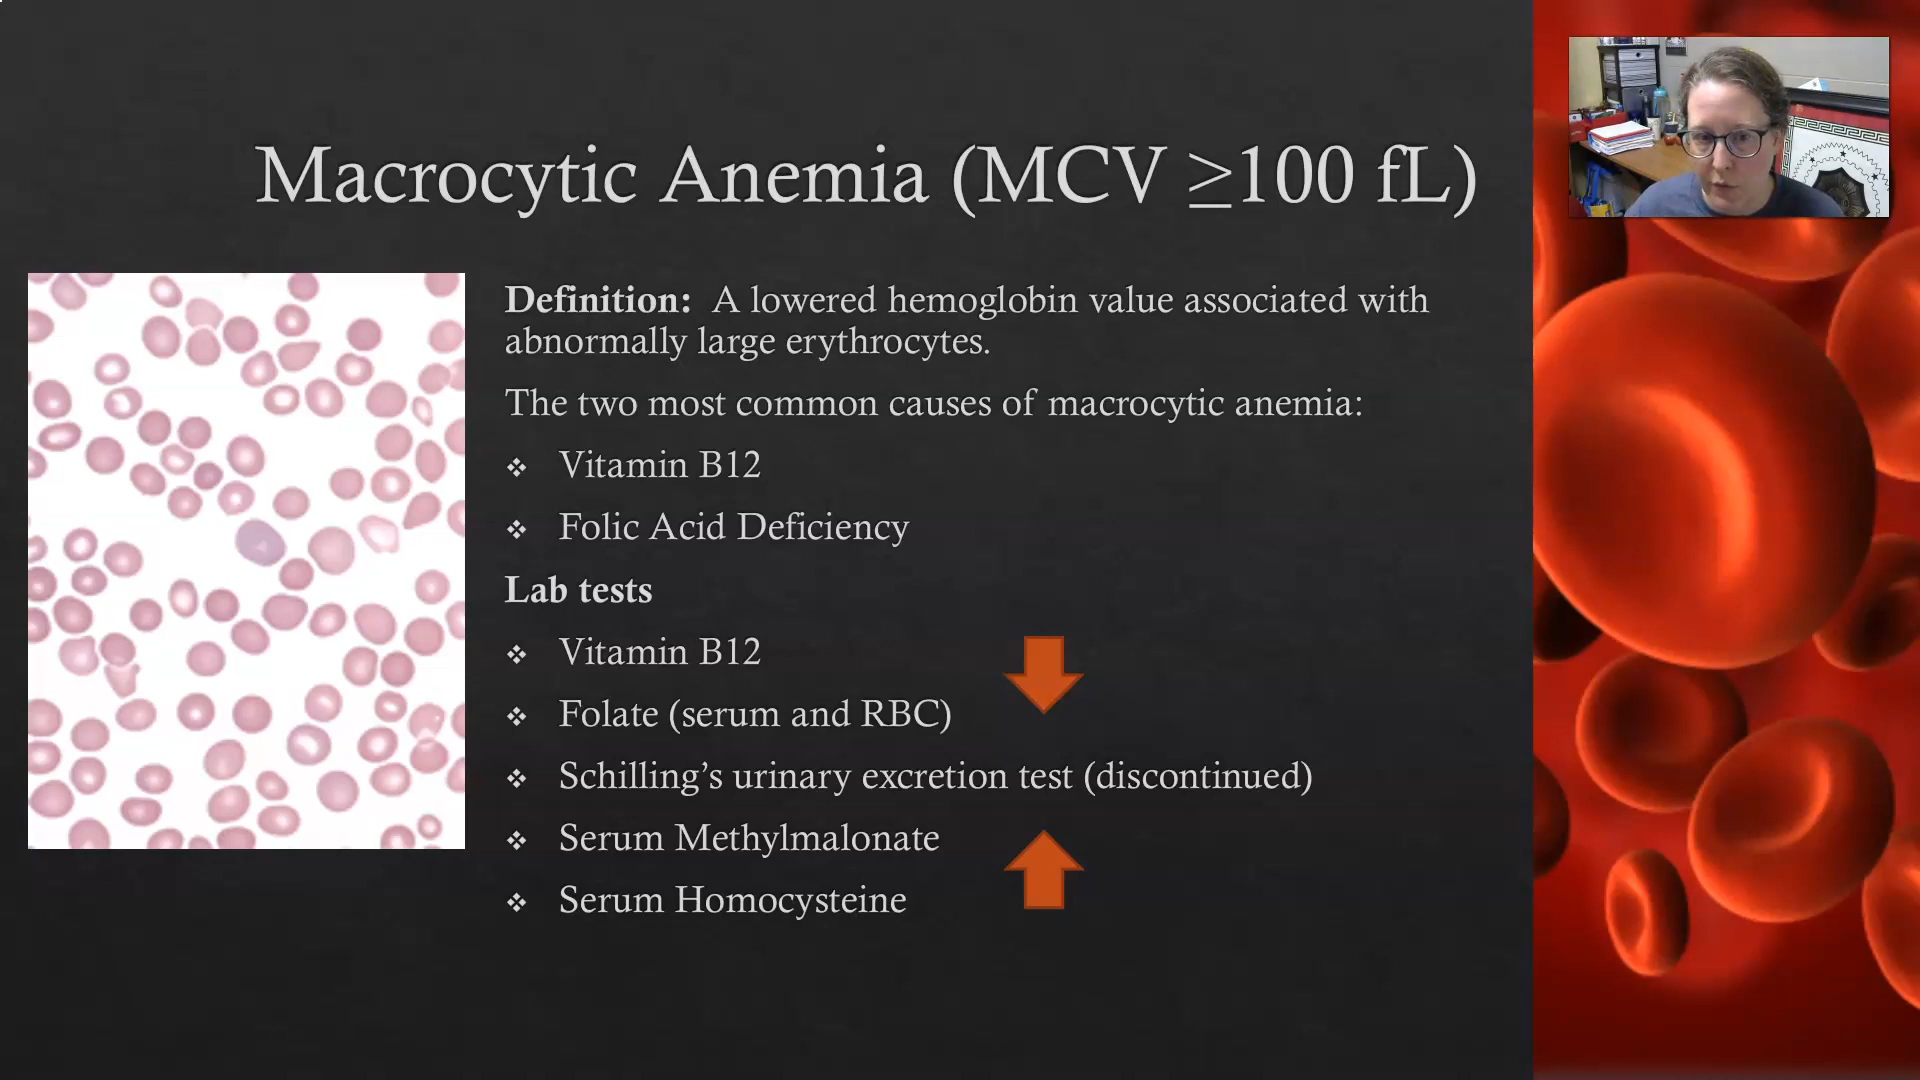 Macrocytic Anemia (MCV ≥100 fL)
Definition: A lowered hemoglobin value associated with
abnormally large erythrocytes.
The two most common causes of macrocytic anemia:
❖ Vitamin B12
❖ Folic Acid Deficiency
Lab tests
❖ Vitamin B12
❖ Folate (serum and RBC)
❖ Schilling’s urinary excretion test (discontinued)
❖ Serum Methylmalonate
❖ Serum Homocysteine